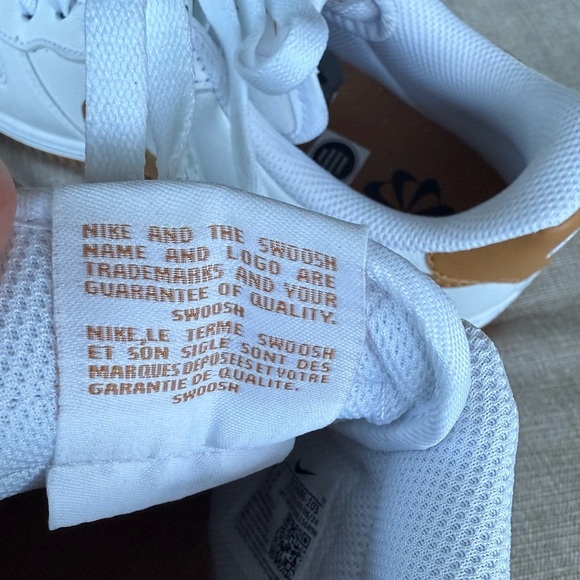 NIKE AND THE SWOOSH
NAME AND LOGO ARE
TRADEMARKS AND YOUR
GUARANTEE OF QUALITY.
SWOOSH
NIKE,LE TERME SWOOSH
ET SON SIGLE SONT DES
MARQUES DÉPOSÉES ET VOTRE
GARANTIE DE QUALITE.
SWOOSH